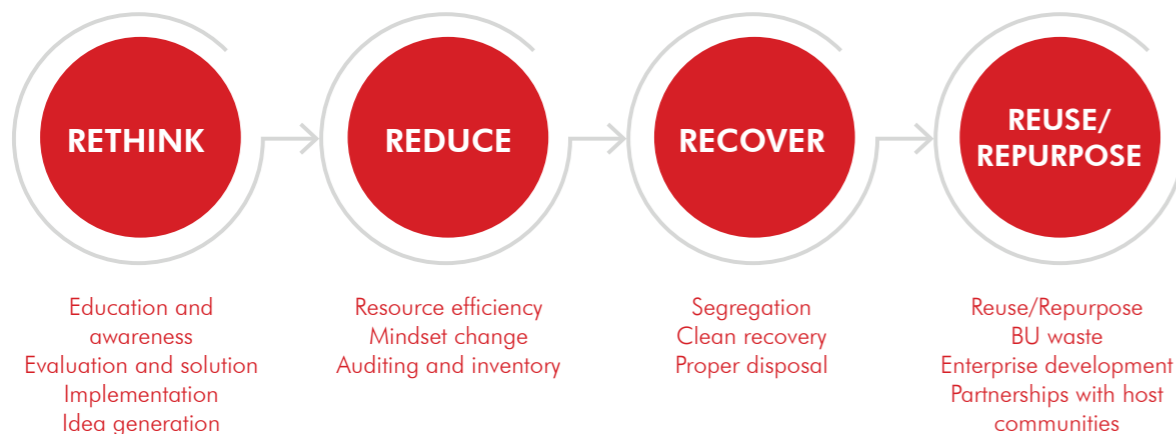 RETHINK
Education and
awareness
Evaluation and solution
Implementation
Idea generation
REDUCE
Resource efficiency
Mindset change
Auditing and inventory
RECOVER
Segregation
Clean recovery
Proper disposal
REUSE/
REPURPOSE
Reuse/Repurpose
BU waste
Enterprise development
Partnerships with host
communities